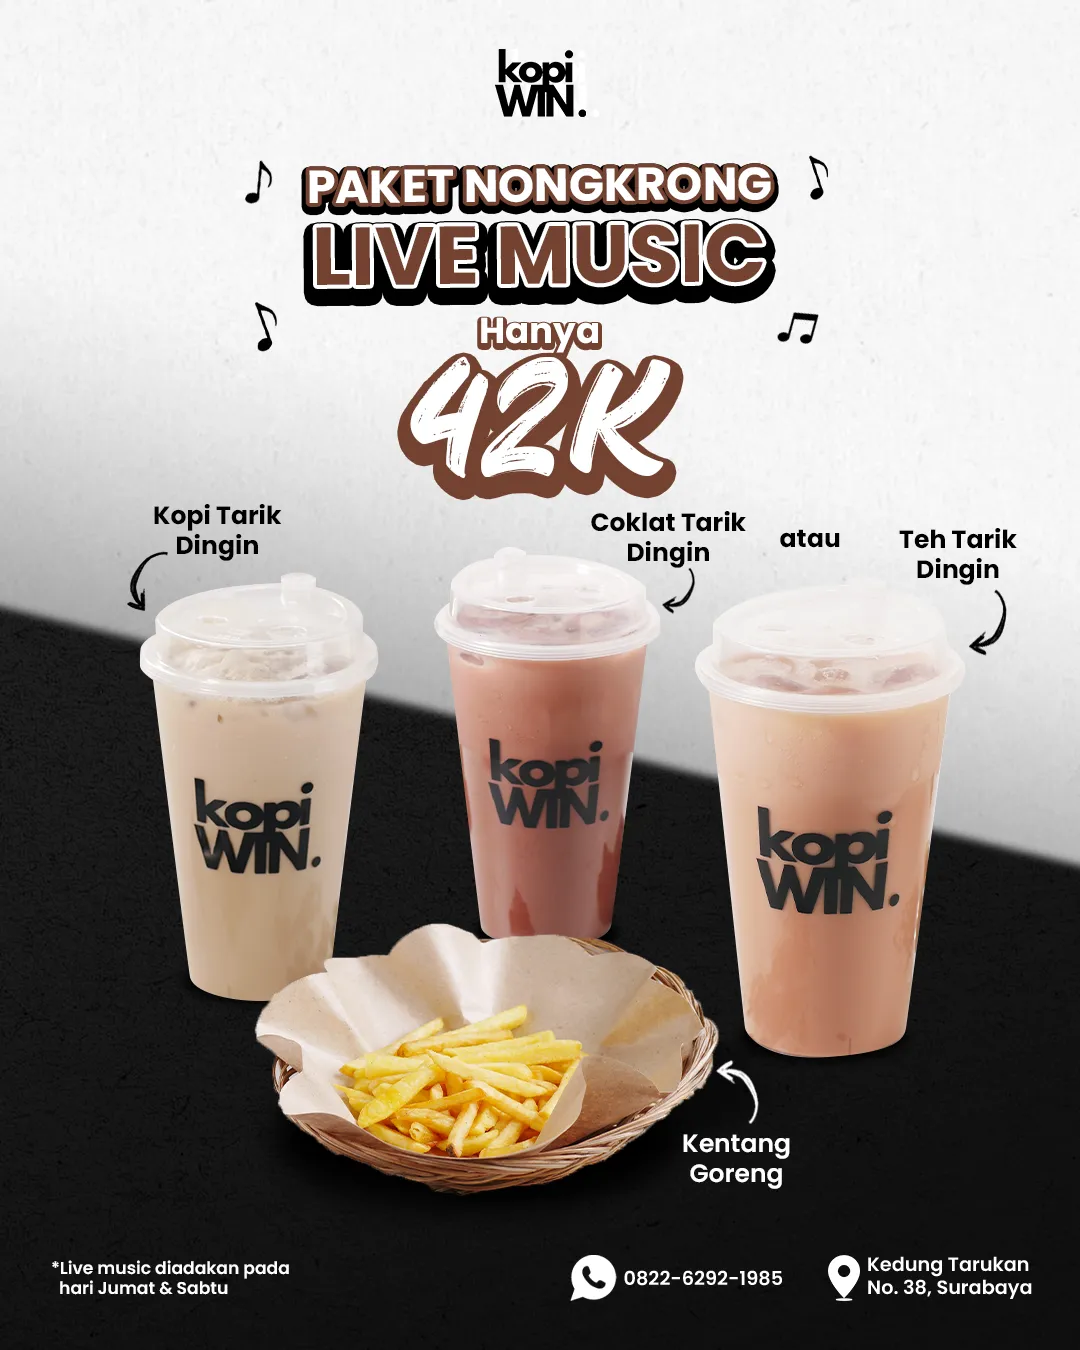 kopi
WIN.
PAKET NONGKRONG
LIVE MUSIC
Hanya
42K
Kopi Tarik
Dingin
Coklat Tarik
Dingin
atau
Teh Tarik
Dingin
kopi
WIN.
kopi
WIN.
kopi
WIN.
Kentang
Goreng
*Live music diadakan pada
hari Jumat & Sabtu
0822-6292-1985
Kedung Tarukan
No. 38, Surabaya